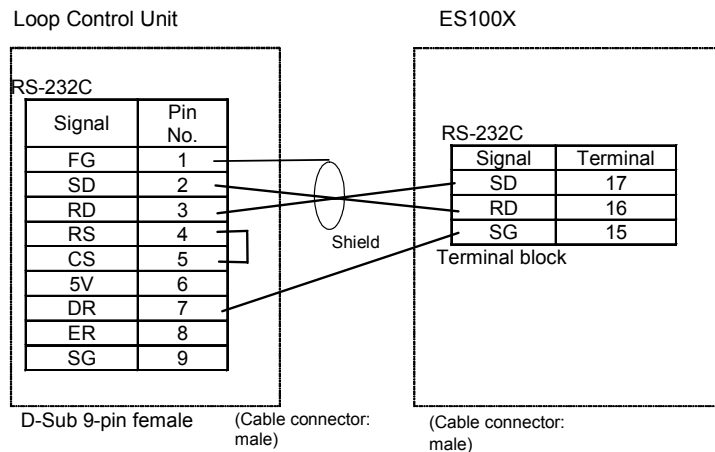 Loop Control Unit
ES100X
RS-232C
Signal Pin No.
FG 1
SD 2
RD 3
RS 4
CS 5
5V 6
DR 7
ER 8
SG 9
Shield
RS-232C
Signal Terminal
SD 17
RD 16
SG 15
Terminal block
D-Sub 9-pin female
(Cable connector:
male)
(Cable connector:
male)